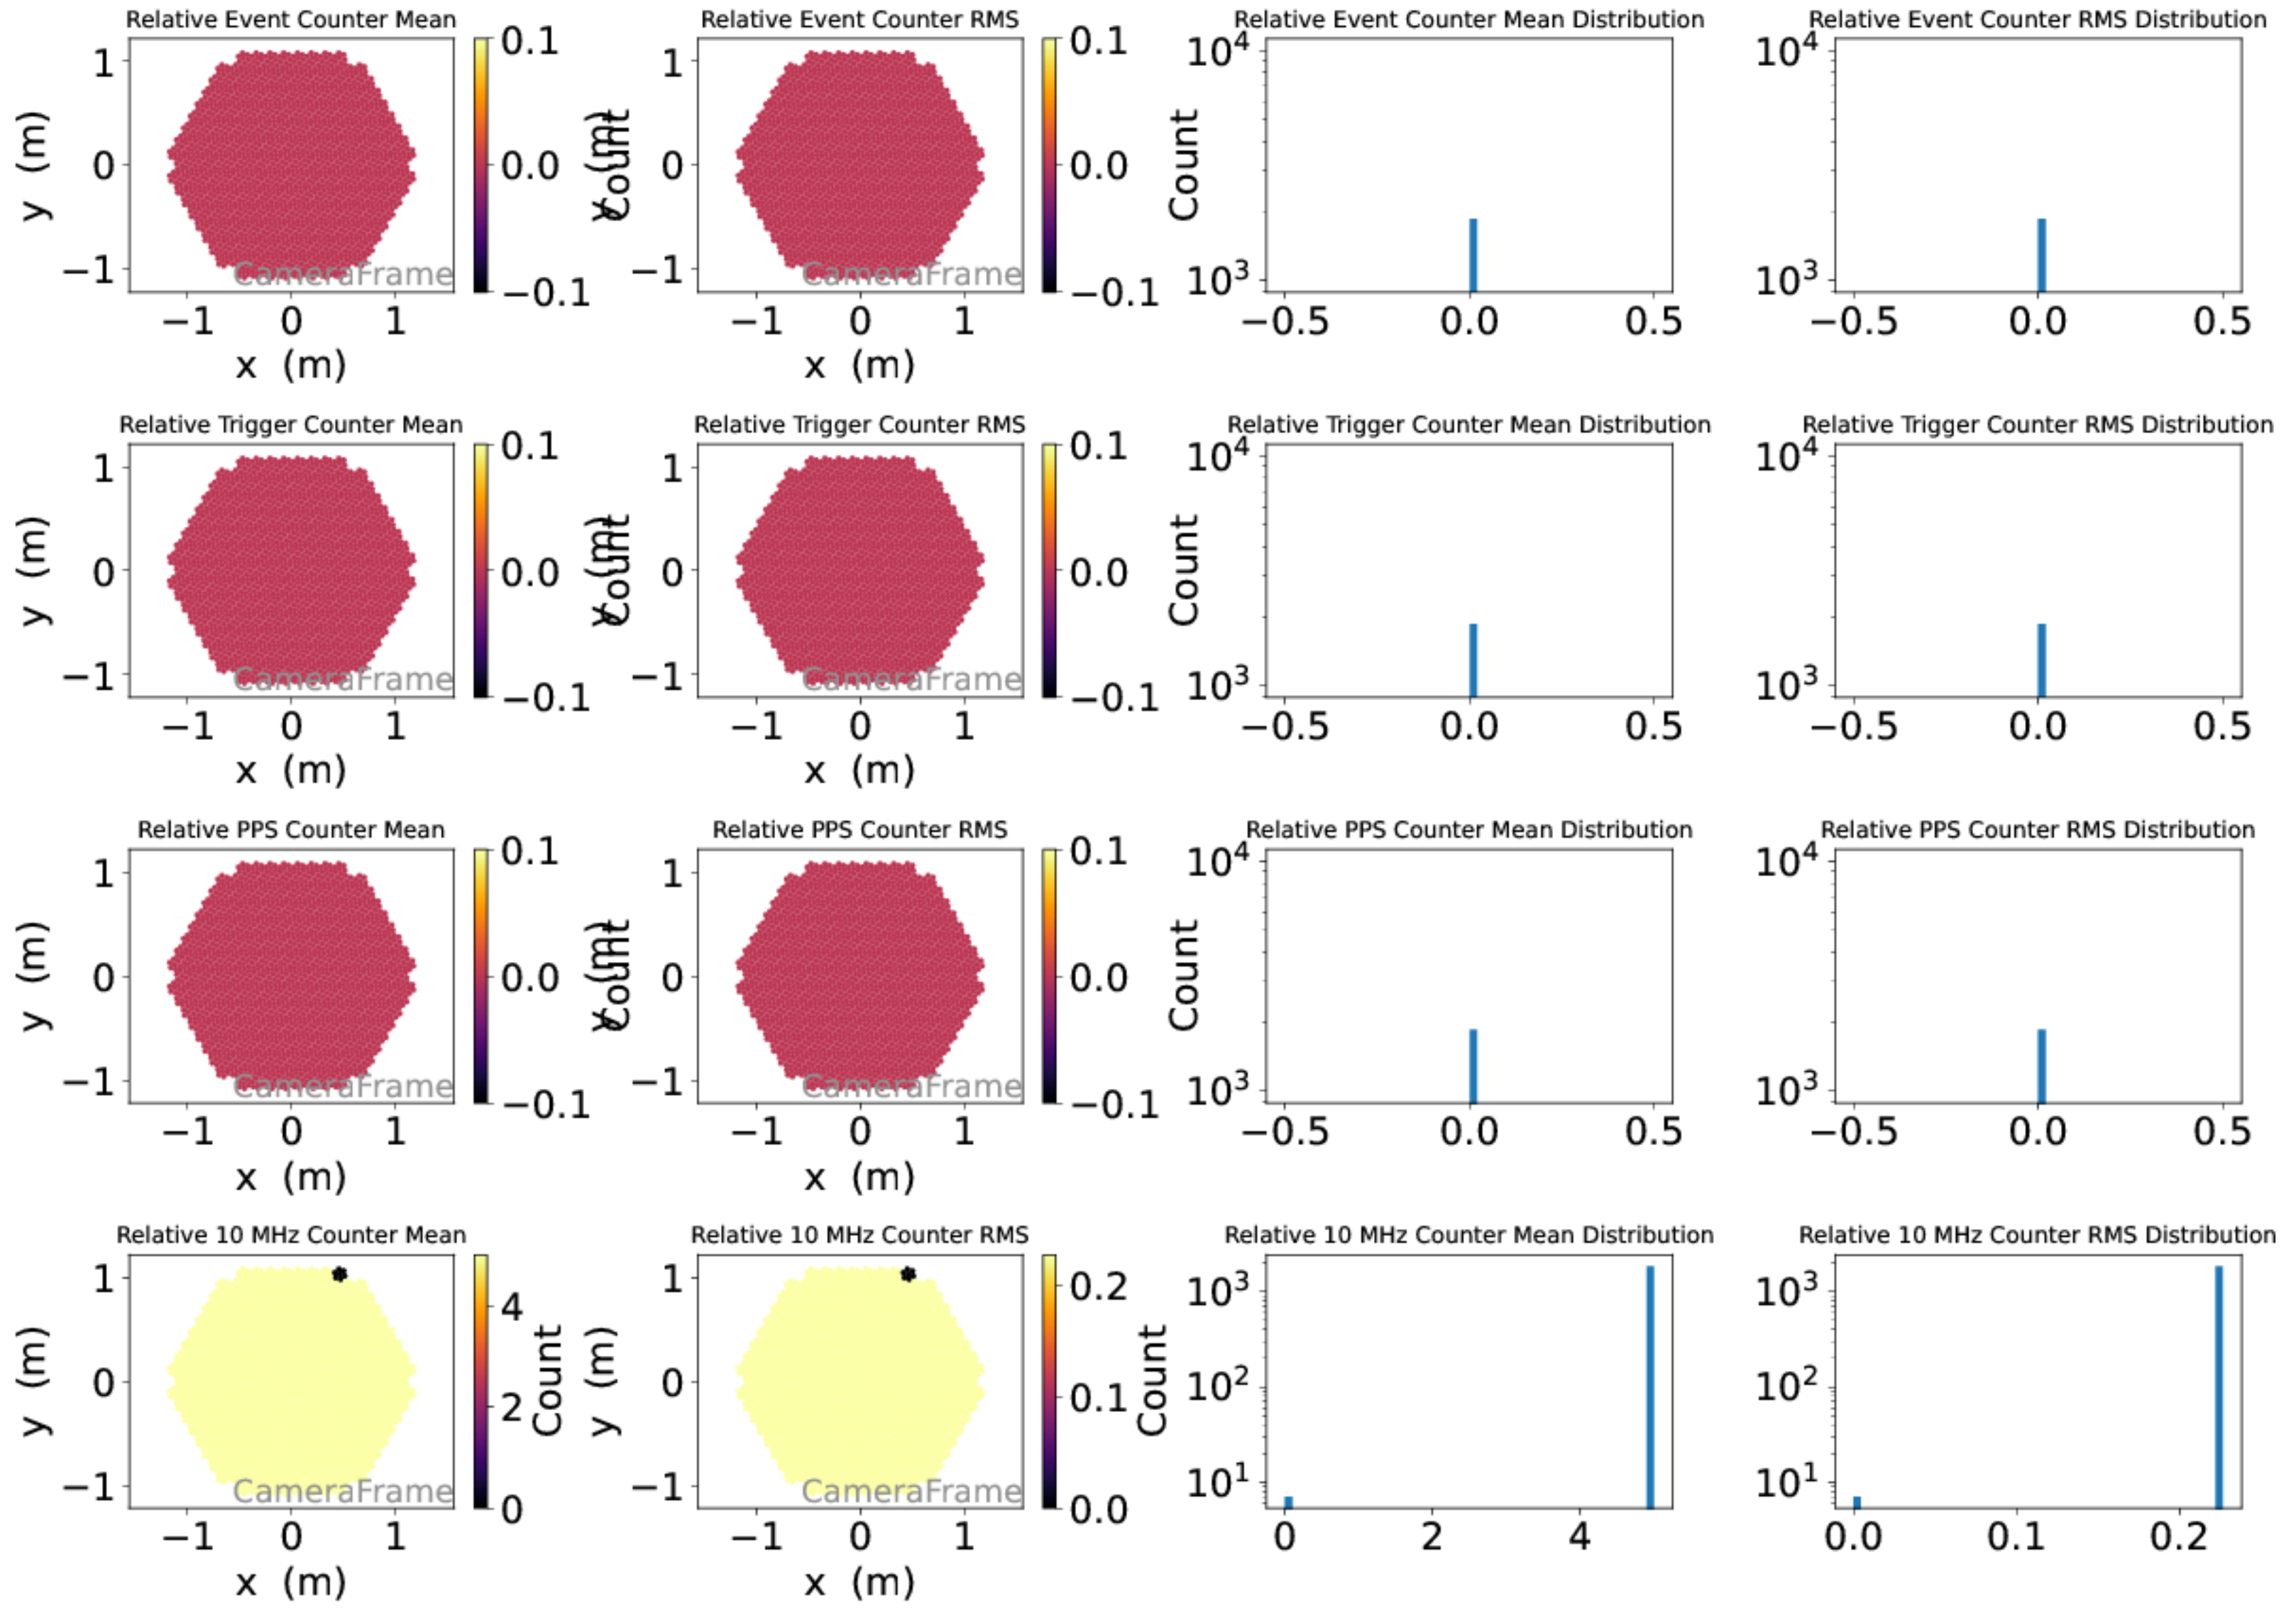 Relative Event Counter Mean
Relative Event Counter RMS
Relative Event Counter Mean Distribution
Relative Event Counter RMS Distribution
y (m)
1
0
−1
−1 0 1
x (m)
CameraFrame
0.1
0.0
−0.1
Count
y (m)
1
0
−1
−1 0 1
x (m)
CameraFrame
0.1
0.0
−0.1
Count
10⁴
10³
−0.5 0.0 0.5
10⁴
10³
−0.5 0.0 0.5
Relative Trigger Counter Mean
Relative Trigger Counter RMS
Relative Trigger Counter Mean Distribution
Relative Trigger Counter RMS Distribution
y (m)
1
0
−1
−1 0 1
x (m)
CameraFrame
0.1
0.0
−0.1
Count
y (m)
1
0
−1
−1 0 1
x (m)
CameraFrame
0.1
0.0
−0.1
Count
10⁴
10³
−0.5 0.0 0.5
10⁴
10³
−0.5 0.0 0.5
Relative PPS Counter Mean
Relative PPS Counter RMS
Relative PPS Counter Mean Distribution
Relative PPS Counter RMS Distribution
y (m)
1
0
−1
−1 0 1
x (m)
CameraFrame
0.1
0.0
−0.1
Count
y (m)
1
0
−1
−1 0 1
x (m)
CameraFrame
0.1
0.0
−0.1
Count
10⁴
10³
−0.5 0.0 0.5
10⁴
10³
−0.5 0.0 0.5
Relative 10 MHz Counter Mean
Relative 10 MHz Counter RMS
Relative 10 MHz Counter Mean Distribution
Relative 10 MHz Counter RMS Distribution
y (m)
1
0
−1
−1 0 1
x (m)
CameraFrame
4
2
0
Count
y (m)
1
0
−1
−1 0 1
x (m)
CameraFrame
0.2
0.1
0.0
Count
10³
10²
10¹
0 2 4
10³
10²
10¹
0.0 0.1 0.2